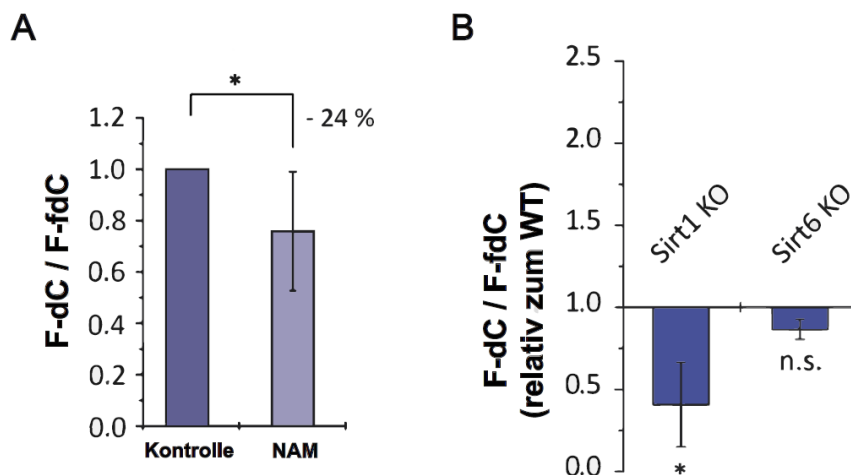 A
*
- 24 %
F-dC / F-fdC
1.2
1.0
0.8
0.6
0.4
0.2
0.0
Kontrolle
NAM
B
F-dC / F-fdC
(relativ zum WT)
2.5
2.0
1.5
1.0
0.5
0.0
Sirt1 KO
Sirt6 KO
n.s.
*